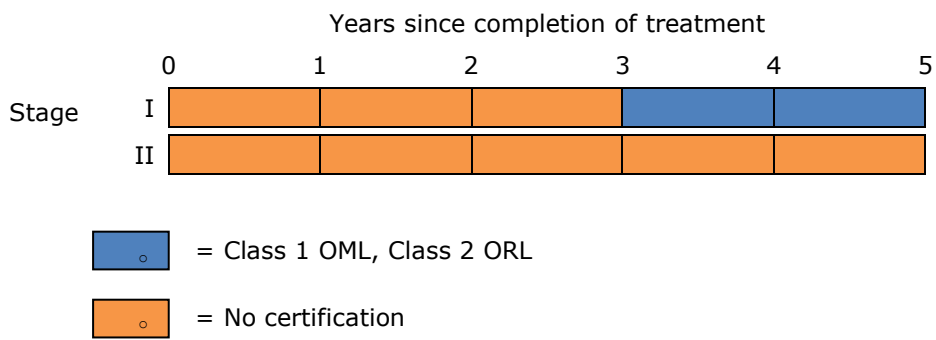 Years since completion of treatment
0 1 2 3 4 5
Stage I
II
= Class 1 OML, Class 2 ORL
= No certification